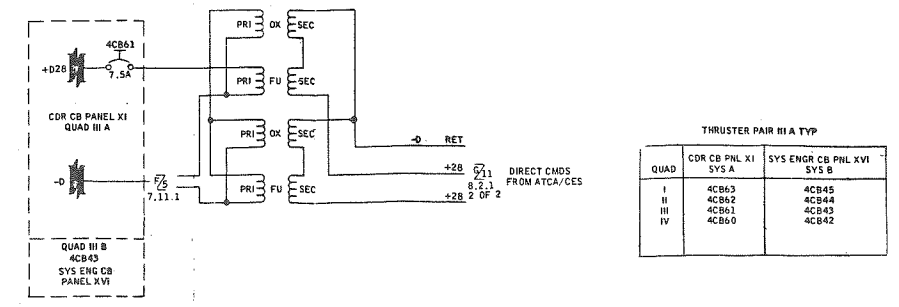 PRI OX SEC
4CB61
+D28
7.5A
PRI FU SEC
CDR CB PANEL XI
QUAD III A
PRI OX SEC
-D RET
-D
F/5
7.11.1
PRI FU SEC
+28 G/11 DIRECT CMDS
8.2.1 FROM ATCA/CES
+28 2 OF 2
QUAD III B
4CB43
SYS ENG CB
PANEL XVI
THRUSTER PAIR III A TYP
QUAD CDR CB PNL XI SYS A SYS ENGR CB PNL XVI SYS B
I 4CB63 4CB45
II 4CB62 4CB44
III 4CB61 4CB43
IV 4CB60 4CB42